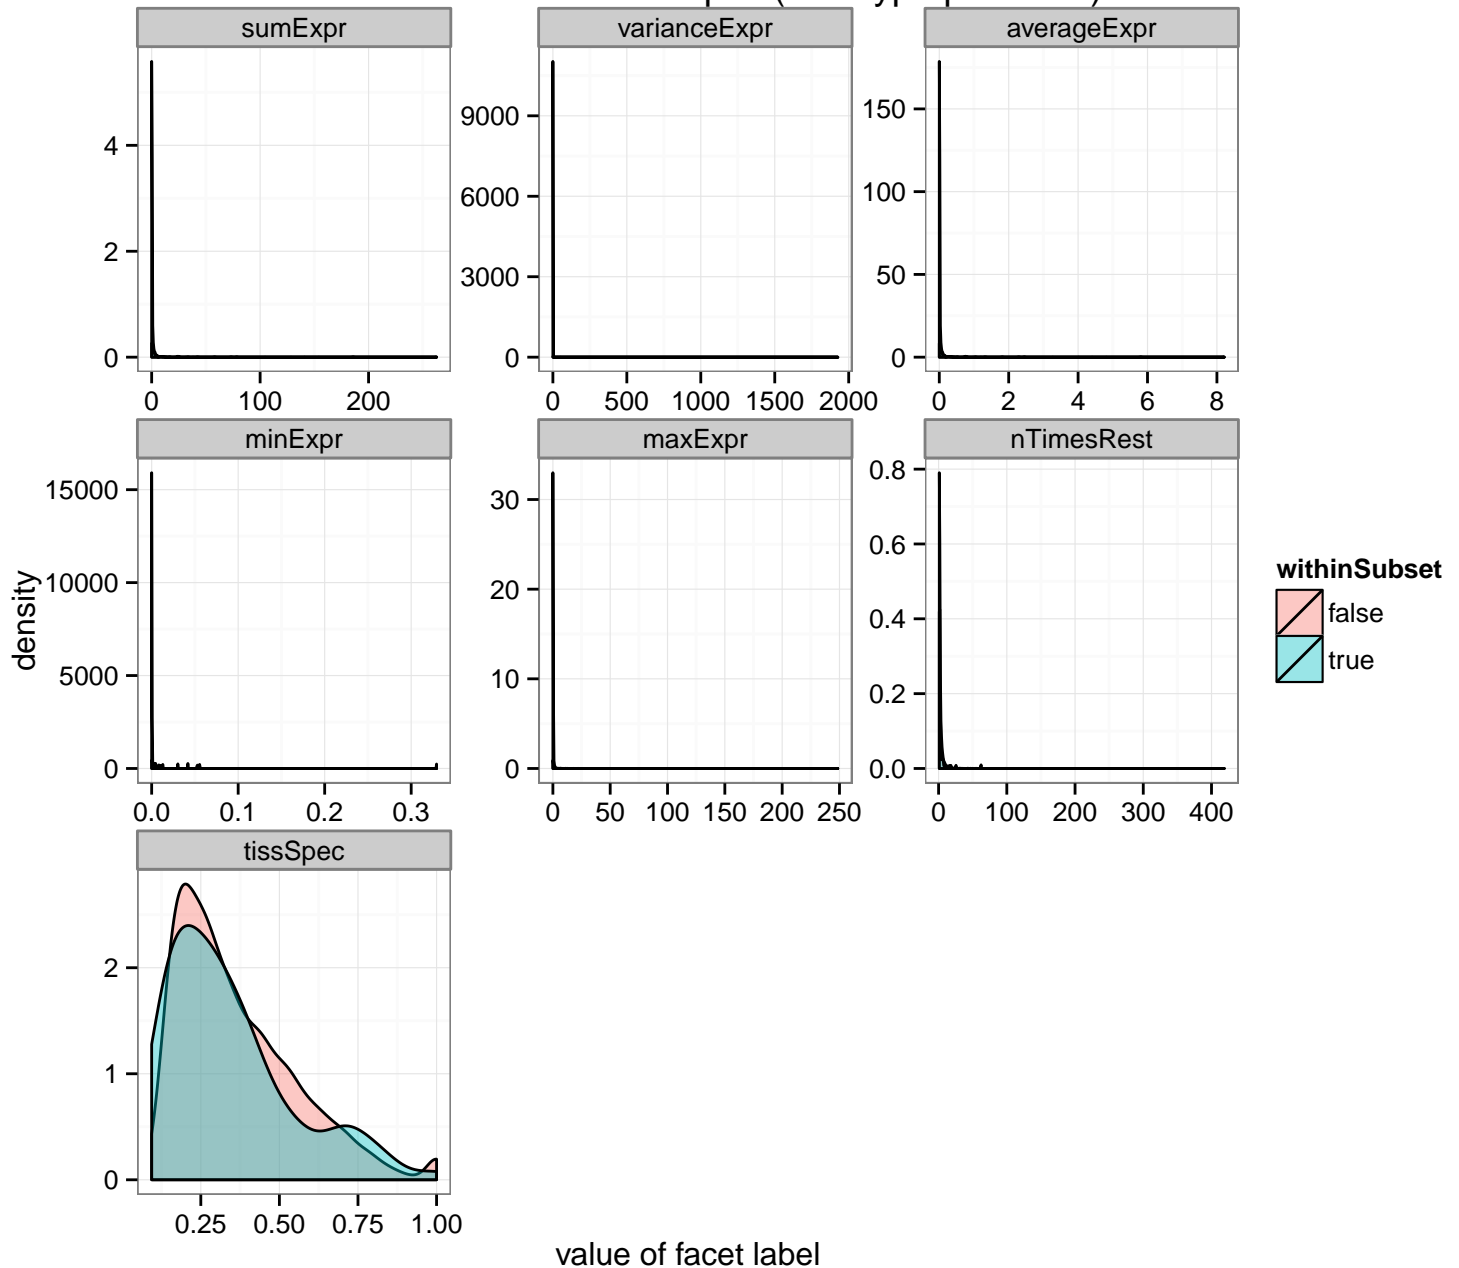 sumExpr varianceExpr averageExpr
4
2
0
0 100 200
9000
6000
3000
0
0 500 1000 1500 2000
150
100
50
0
0 2 4 6 8
minExpr maxExpr nTimesRest
15000
10000
5000
0
0.0 0.1 0.2 0.3
30
20
10
0
0 50 100 150 200 250
0.8
0.6
0.4
0.2
0.0
0 100 200 300 400
tissSpec
2
1
0
0.25 0.50 0.75 1.00
density
value of facet label
withinSubset
false
true